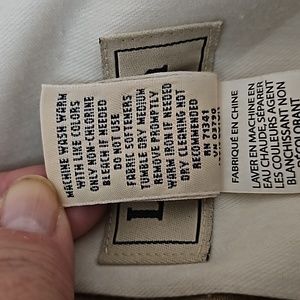 MACHINE WASH WARM
WITH LIKE COLORS
ONLY NON-CHLORINE
BLEACH IF NEEDED
DO NOT USE
FABRIC SOFTENERS
TUMBLE DRY MEDIUM
REMOVE PROMPTLY
WARM IRON IF NEEDED
DRY CLEANING NOT
RECOMMENDED
RN 71341
CA 03780
FABRIQUÉ EN CHINE
LAVER EN MACHINE EN
EAU CHAUDE, SÉPARER
LES COULEURS AGENT
BLANCHISSANT NON